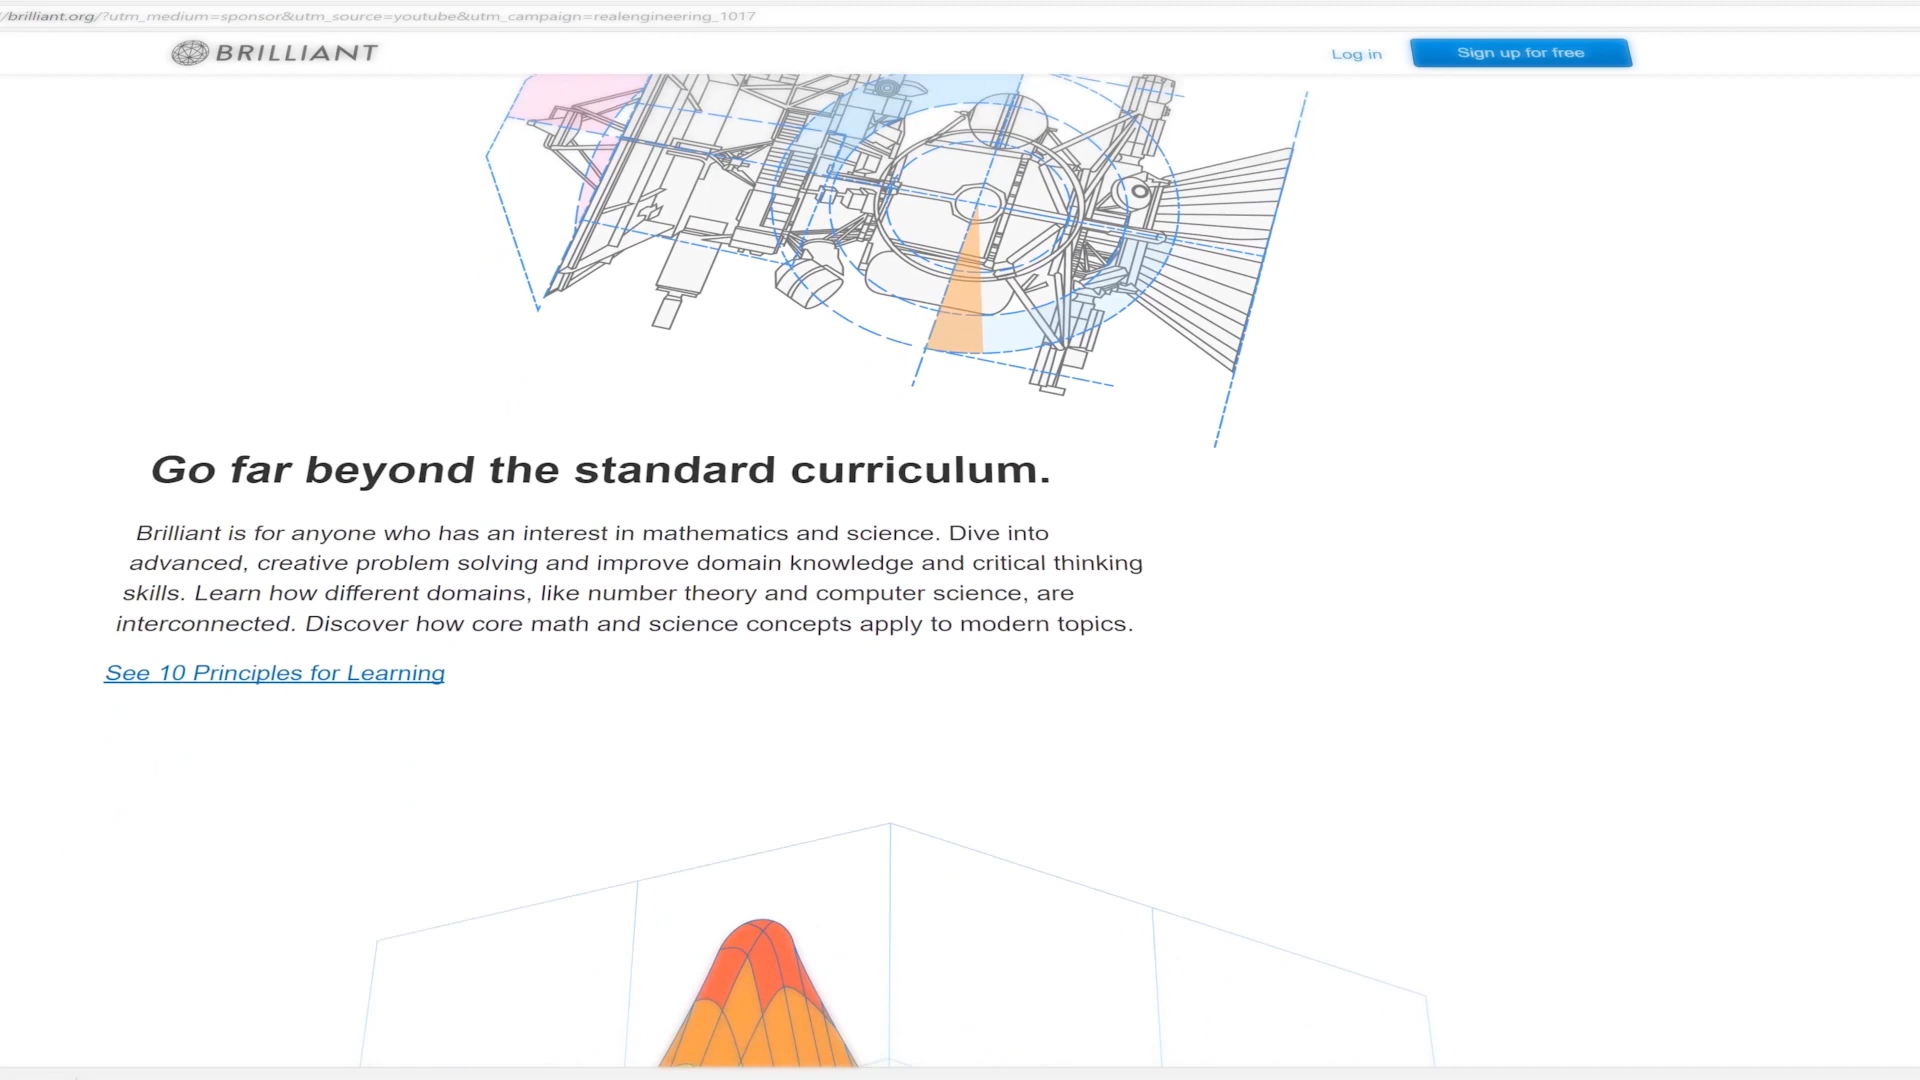 //brilliant.org/?utm_medium=sponsor&utm_source=youtube&utm_campaign=realengineering_1017
BRILLIANT
Log in
Sign up for free
Go far beyond the standard curriculum.
Brilliant is for anyone who has an interest in mathematics and science. Dive into
advanced, creative problem solving and improve domain knowledge and critical thinking
skills. Learn how different domains, like number theory and computer science, are
interconnected. Discover how core math and science concepts apply to modern topics.
See 10 Principles for Learning